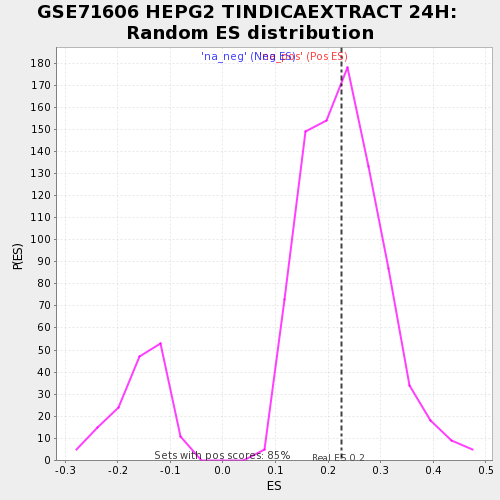 GSE71606 HEPG2 TINDICAEXTRACT 24H:
Random ES distribution
'na_neg' (Neg ES)
'na_pos' (Pos ES)
180
170
160
150
140
130
120
110
100
90
80
70
60
50
40
30
20
10
0
P(ES)
Sets with pos scores: 85%
Real ES 0.2
-0.3 -0.2 -0.1 0.0 0.1 0.2 0.3 0.4 0.5
ES